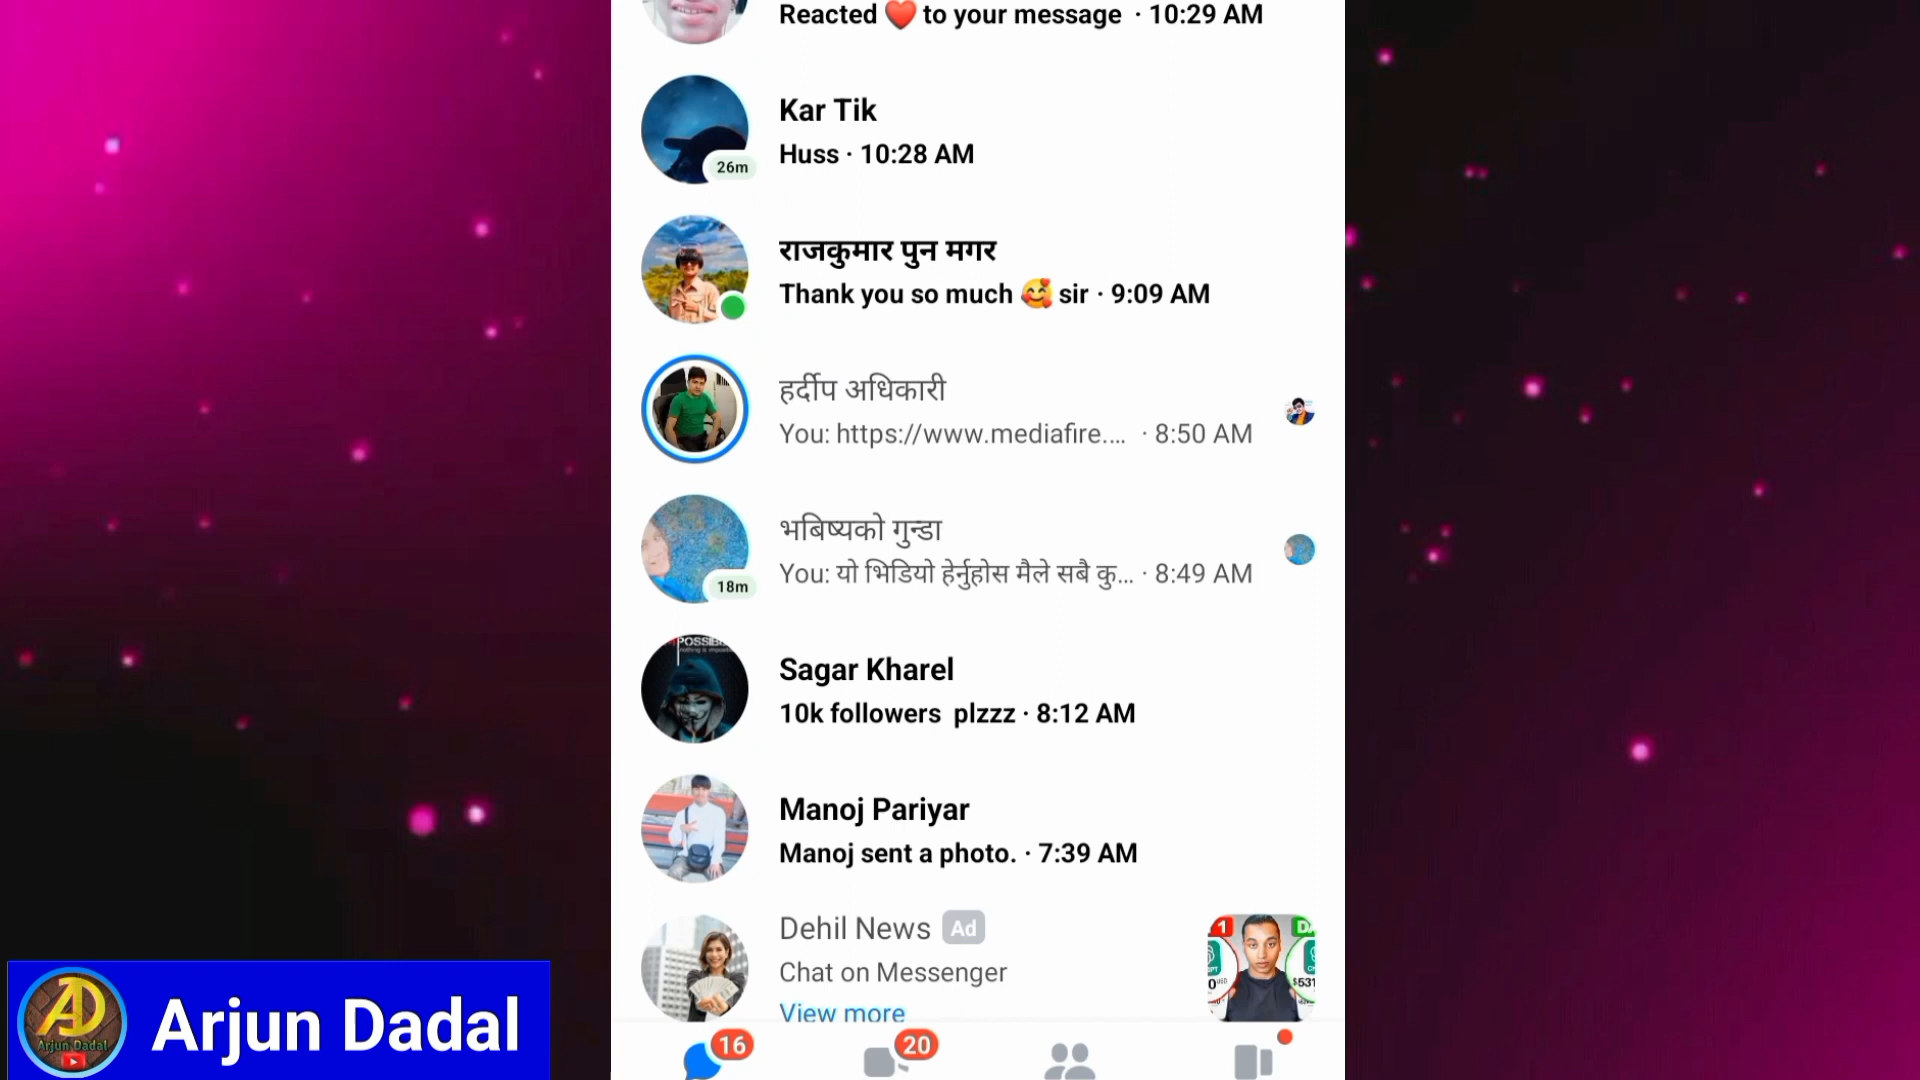 Reacted ❤️ to your message · 10:29 AM
Kar Tik
Huss · 10:28 AM
26m
राजकुमार पुन मगर
Thank you so much 🥰 sir · 9:09 AM
हर्दीप अधिकारी
You: https://www.mediafire.... · 8:50 AM
भबिष्यको गुन्डा
You: यो भिडियो हेर्नुहोस मैले सबै कु... · 8:49 AM
18m
Sagar Kharel
10k followers plzzz · 8:12 AM
Manoj Pariyar
Manoj sent a photo. · 7:39 AM
Dehil News Ad
Chat on Messenger
View more
16
20
AD
Arjun Dadal
Arjun Dadal